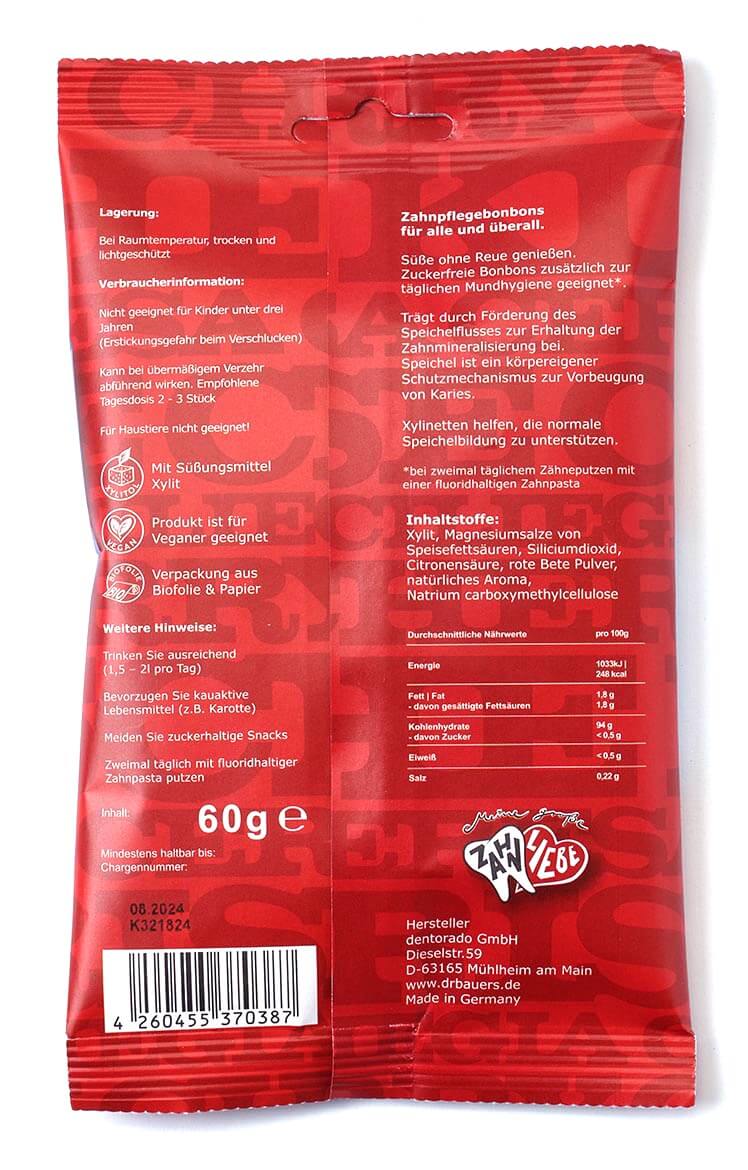 Lagerung:
Bei Raumtemperatur, trocken und
lichtgeschützt
Verbraucherinformation:
Nicht geeignet für Kinder unter drei
Jahren
(Erstickungsgefahr beim Verschlucken)
Kann bei übermäßigem Verzehr
abführend wirken. Empfohlene
Tagesdosis 2 - 3 Stück
Für Haustiere nicht geeignet!
XYLITOL
Mit Süßungsmittel
Xylit
VEGAN
Produkt ist für
Veganer geeignet
BIOFOLIE
Verpackung aus
Biofolie & Papier
Weitere Hinweise:
Trinken Sie ausreichend
(1,5 – 2l pro Tag)
Bevorzugen Sie kauaktive
Lebensmittel (z.B. Karotte)
Meiden Sie zuckerhaltige Snacks
Zweimal täglich mit fluoridhaltiger
Zahnpasta putzen
Inhalt: 60g e
Mindestens haltbar bis:
Chargennummer:
08.2024
K321824
4 260455 370387
Zahnpflegebonbons
für alle und überall.
Süße ohne Reue genießen.
Zuckerfreie Bonbons zusätzlich zur
täglichen Mundhygiene geeignet*.
Trägt durch Förderung des
Speichelflusses zur Erhaltung der
Zahnmineralisierung bei.
Speichel ist ein körpereigener
Schutzmechanismus zur Vorbeugung
von Karies.
Xylinetten helfen, die normale
Speichelbildung zu unterstützen.
*bei zweimal täglichem Zähneputzen mit
einer fluoridhaltigen Zahnpasta
Inhaltstoffe:
Xylit, Magnesiumsalze von
Speisefettsäuren, Siliciumdioxid,
Citronensäure, rote Bete Pulver,
natürliches Aroma,
Natrium carboxymethylcellulose
Durchschnittliche Nährwerte pro 100g
Energie 1033kJ |
248 kcal
Fett | Fat 1,8 g
- davon gesättigte Fettsäuren 1,8 g
Kohlenhydrate 94 g
- davon Zucker < 0,5 g
Eiweiß < 0,5 g
Salz 0,22 g
Meine große
ZAHN LIEBE
Hersteller
dentorado GmbH
Dieselstr.59
D-63165 Mühlheim am Main
www.drbauers.de
Made in Germany